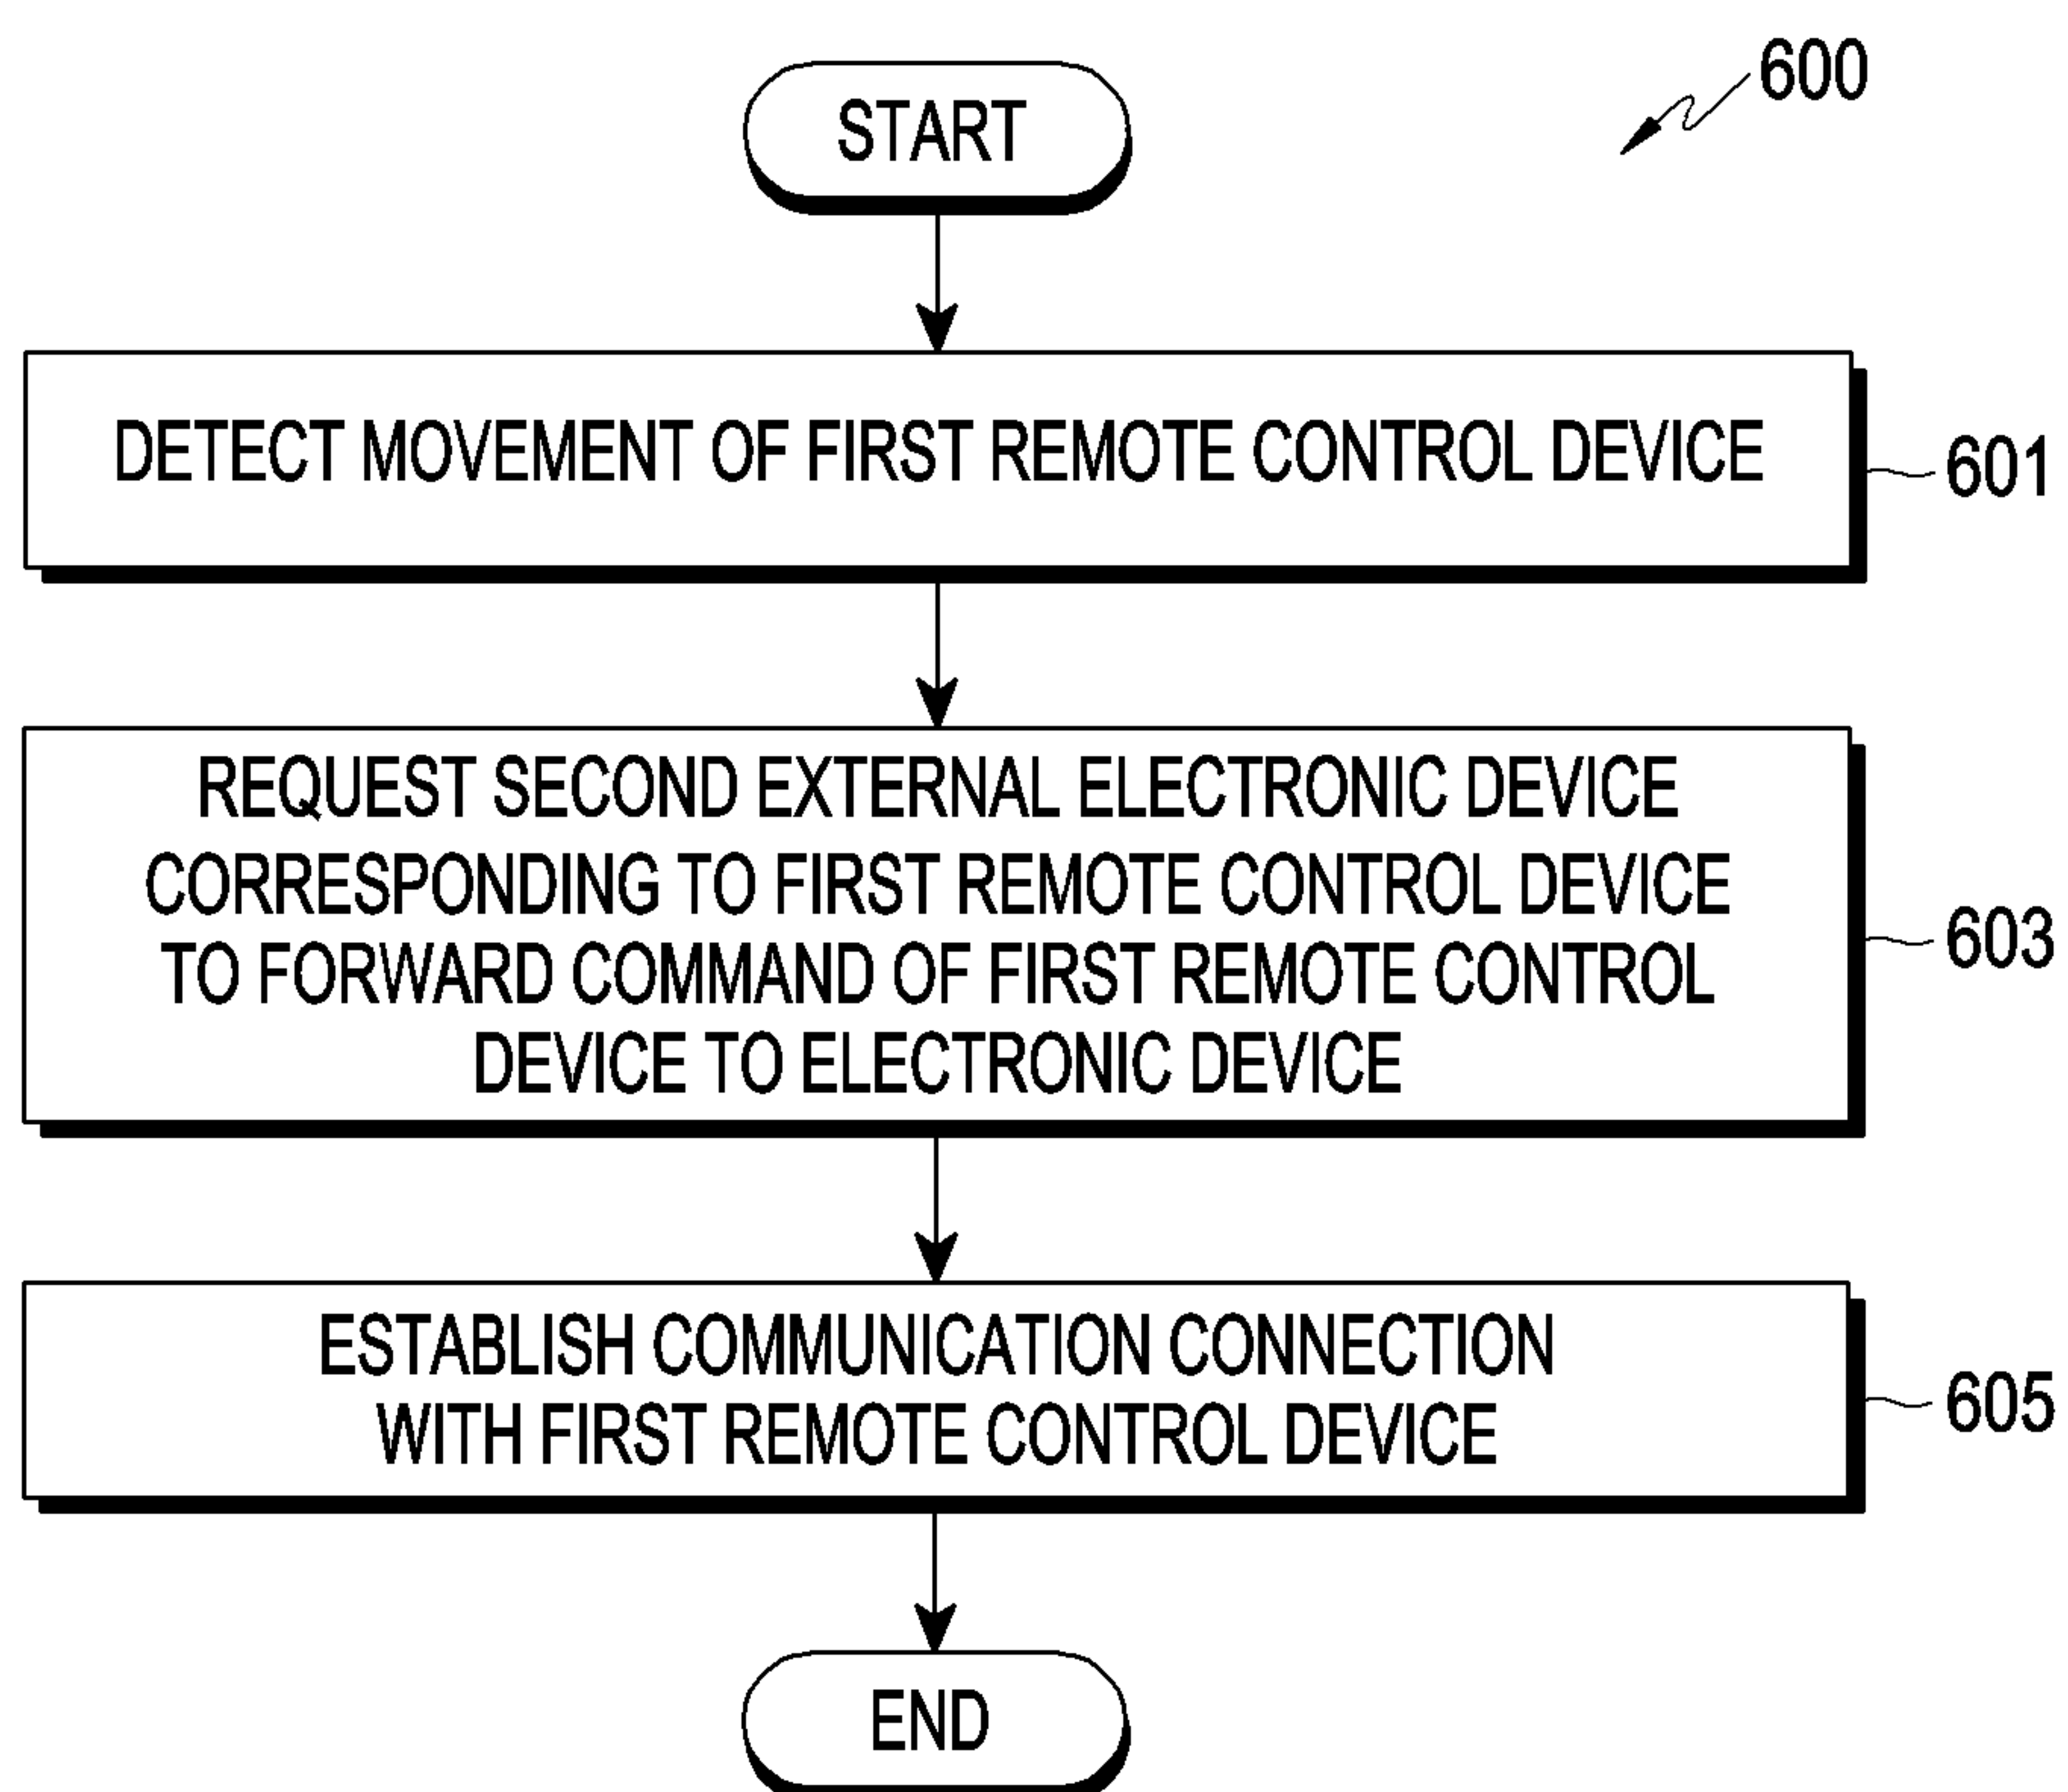 600
START
DETECT MOVEMENT OF FIRST REMOTE CONTROL DEVICE
601
REQUEST SECOND EXTERNAL ELECTRONIC DEVICE
CORRESPONDING TO FIRST REMOTE CONTROL DEVICE
TO FORWARD COMMAND OF FIRST REMOTE CONTROL
DEVICE TO ELECTRONIC DEVICE
603
ESTABLISH COMMUNICATION CONNECTION
WITH FIRST REMOTE CONTROL DEVICE
605
END